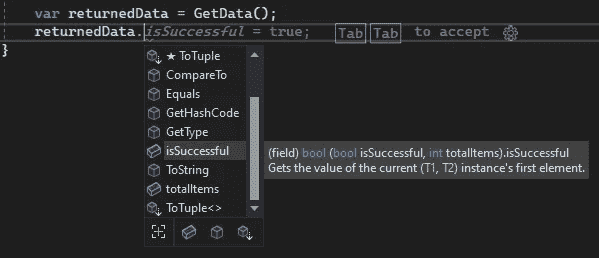 var returnedData = GetData();
returnedData.isSuccessful = true; Tab Tab to accept
}
★ ToTuple
CompareTo
Equals
GetHashCode
GetType
isSuccessful
ToString
totalItems
ToTuple<>
(field) bool (bool isSuccessful, int totalItems).isSuccessful
Gets the value of the current (T1, T2) instance's first element.